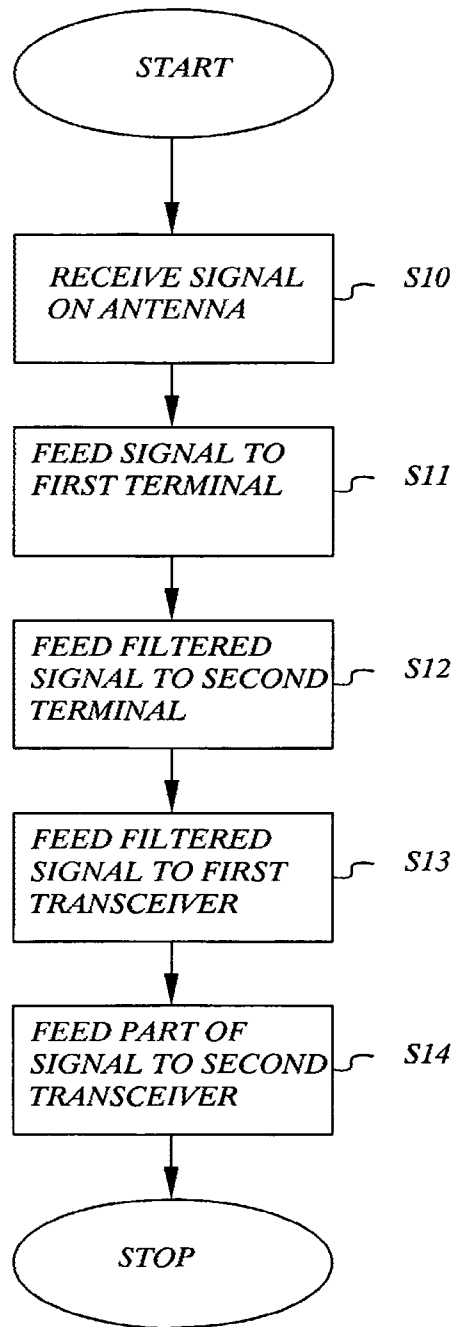 START
RECEIVE SIGNAL
ON ANTENNA
S10
FEED SIGNAL TO
FIRST TERMINAL
S11
FEED FILTERED
SIGNAL TO SECOND
TERMINAL
S12
FEED FILTERED
SIGNAL TO FIRST
TRANSCEIVER
S13
FEED PART OF
SIGNAL TO SECOND
TRANSCEIVER
S14
STOP